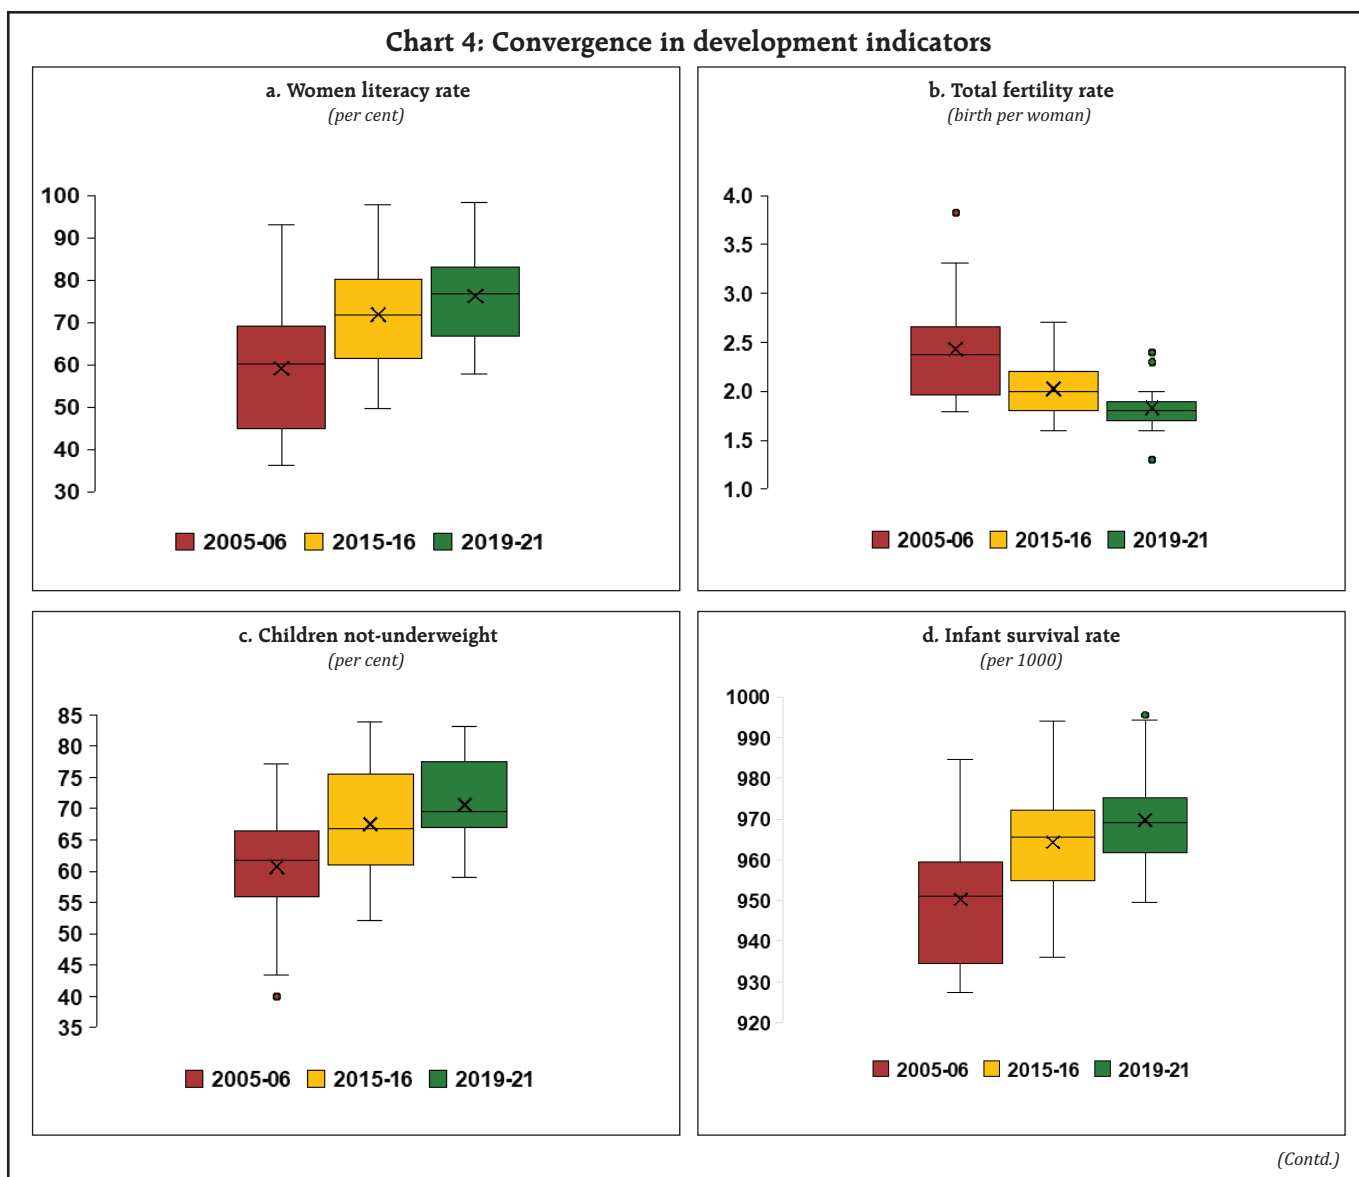 Chart 4: Convergence in development indicators
a. Women literacy rate
(per cent)
100
90
80
70
60
50
40
30
2005-06 2015-16 2019-21
b. Total fertility rate
(birth per woman)
4.0
3.5
3.0
2.5
2.0
1.5
1.0
2005-06 2015-16 2019-21
c. Children not-underweight
(per cent)
85
80
75
70
65
60
55
50
45
40
35
2005-06 2015-16 2019-21
d. Infant survival rate
(per 1000)
1000
990
980
970
960
950
940
930
920
2005-06 2015-16 2019-21
(Contd.)